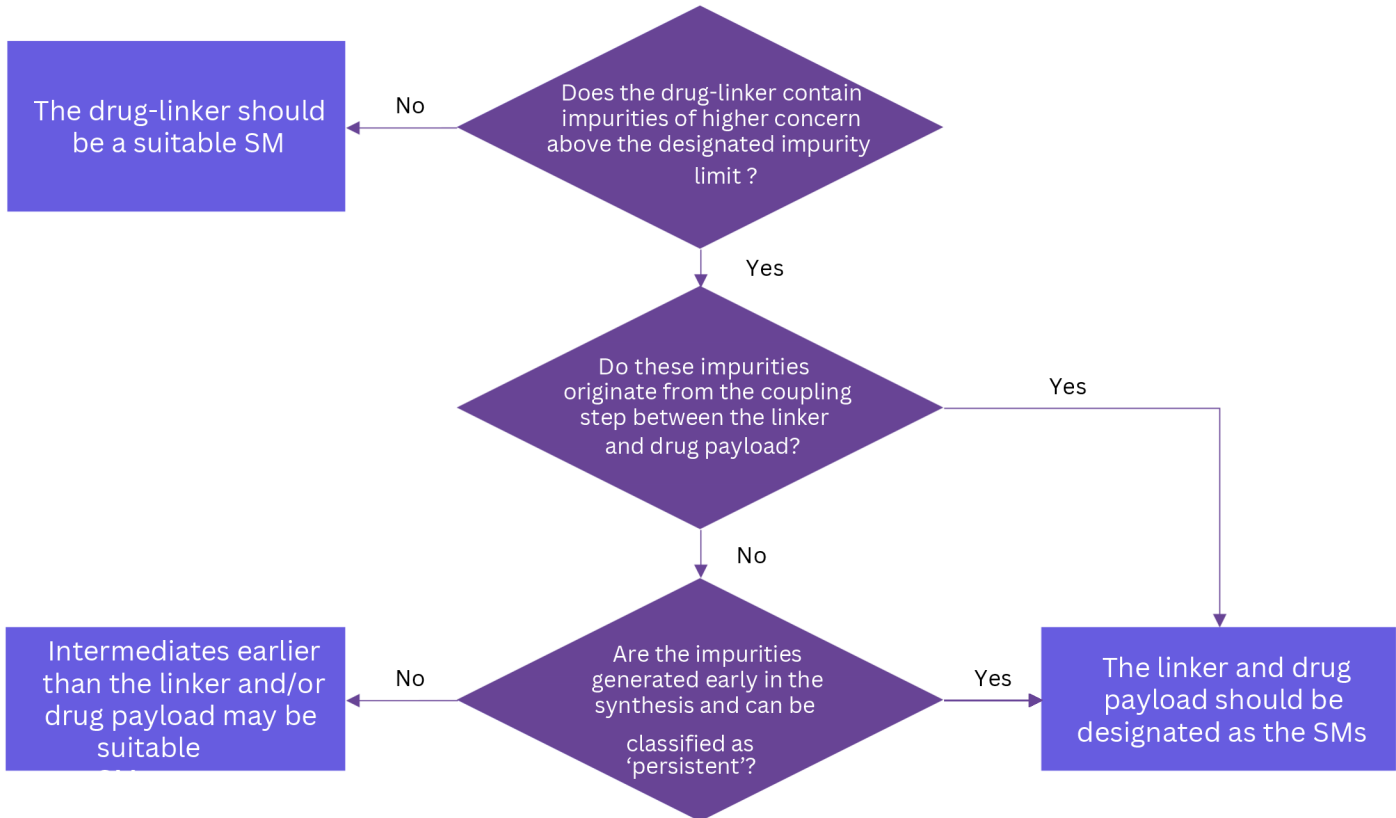 Does the drug-linker contain
impurities of higher concern
above the designated impurity
limit ?
No
The drug-linker should
be a suitable SM
Yes
Do these impurities
originate from the coupling
step between the linker
and drug payload?
Yes
No
Are the impurities
generated early in the
synthesis and can be
classified as
‘persistent’?
No
Intermediates earlier
than the linker and/or
drug payload may be
suitable
Yes
The linker and drug
payload should be
designated as the SMs